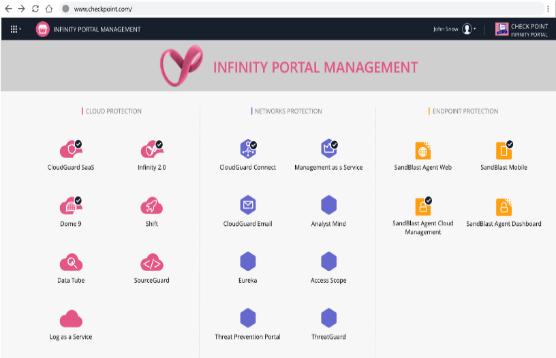 www.checkpoint.com/
INFINITY PORTAL MANAGEMENT
John Snow
CHECK POINT
INFINITY PORTAL
INFINITY PORTAL MANAGEMENT
CLOUD PROTECTION
NETWORKS PROTECTION
ENDPOINT PROTECTION
CloudGuard SaaS
Infinity 2.0
CloudGuard Connect
Management as a Service
SandBlast Agent Web
SandBlast Mobile
Dome 9
Shift
CloudGuard Email
Analyst Mind
SandBlast Agent Cloud
Management
SandBlast Agent Dashboard
Data Tube
SourceGuard
Eureka
Access Scope
Log as a Service
Threat Prevention Portal
ThreatGuard